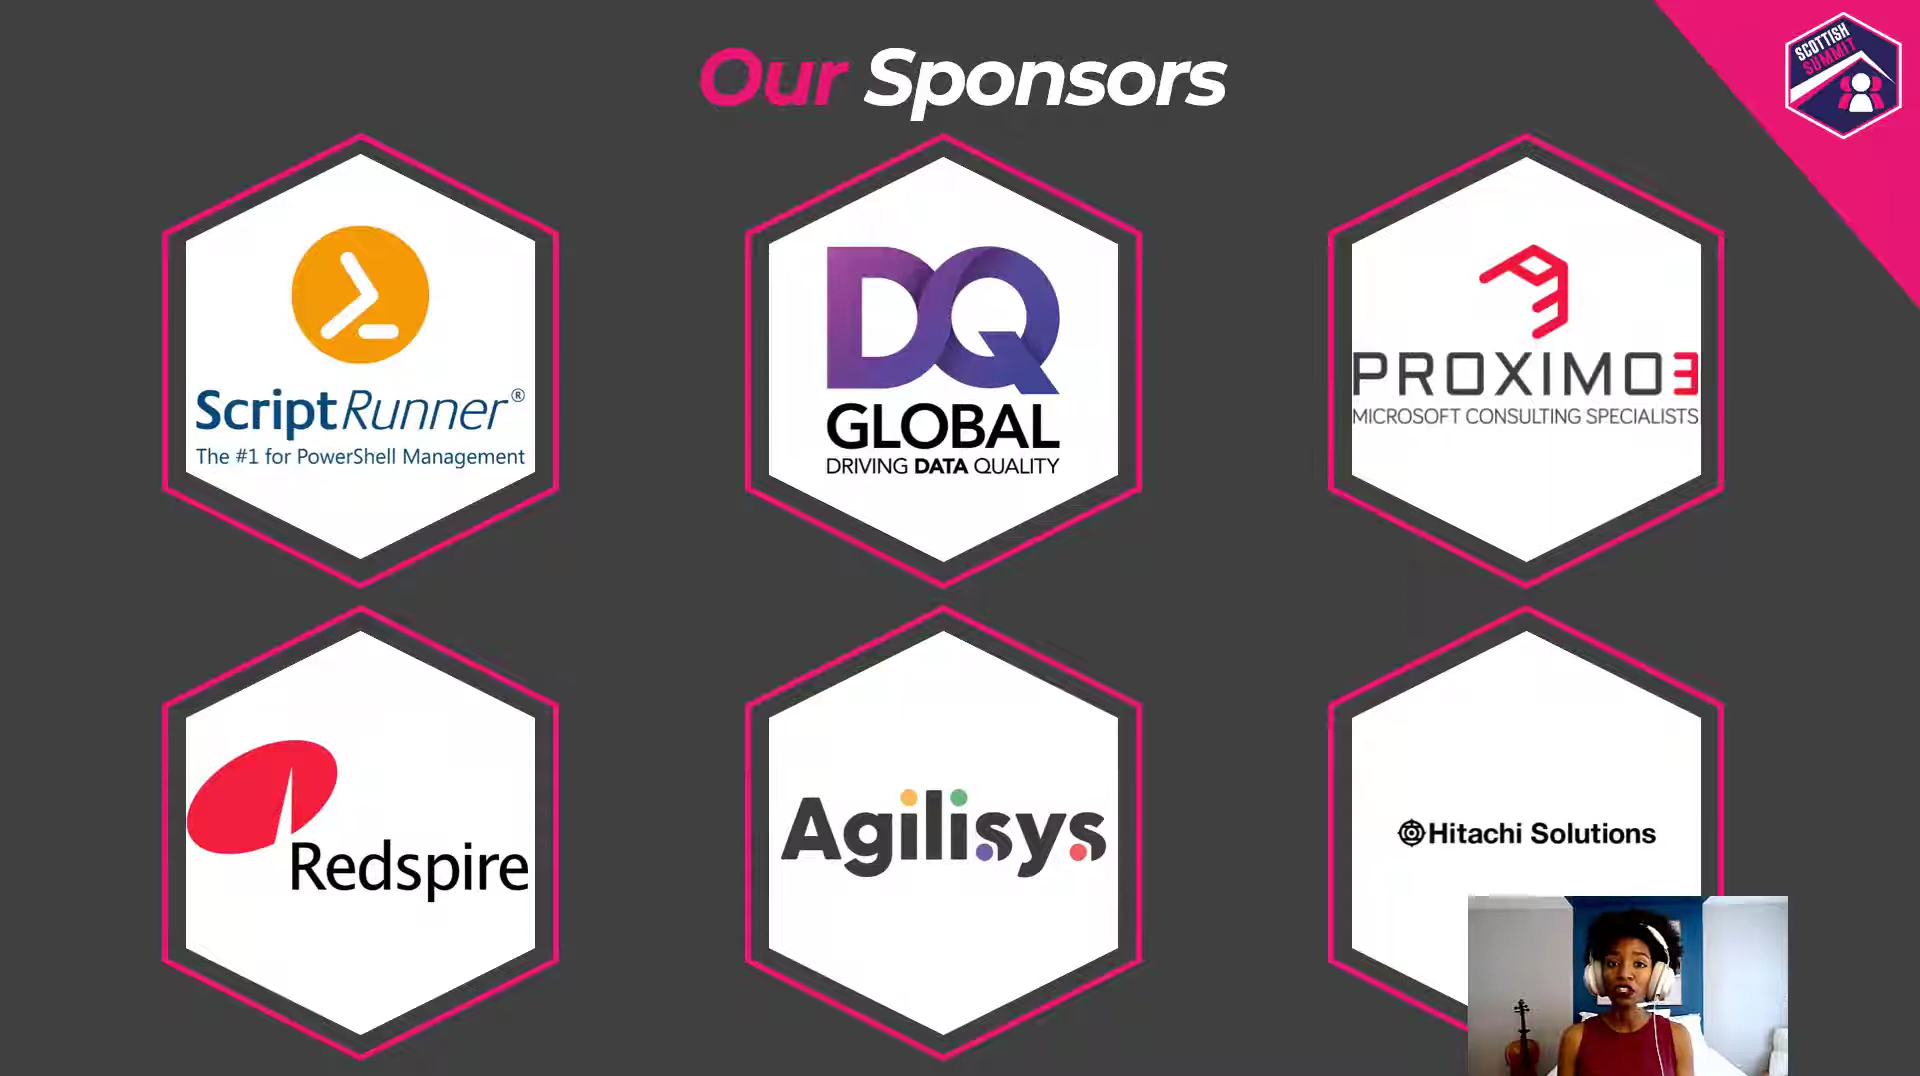 Our Sponsors
SCOTTISH
SUMMIT
ScriptRunner®
The #1 for PowerShell Management
DQ
GLOBAL
DRIVING DATA QUALITY
PROXIMO3
MICROSOFT CONSULTING SPECIALISTS
Redspire
Agilisys
Hitachi Solutions